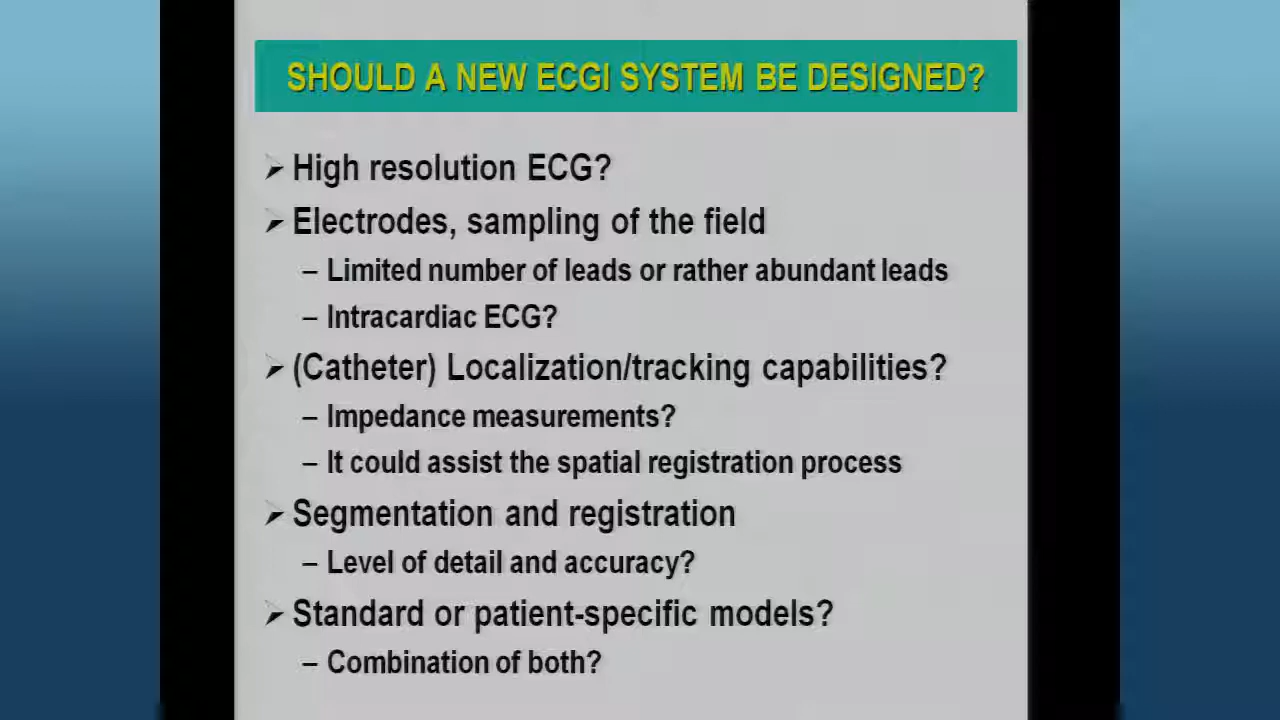 SHOULD A NEW ECGI SYSTEM BE DESIGNED?
➢ High resolution ECG?
➢ Electrodes, sampling of the field
– Limited number of leads or rather abundant leads
– Intracardiac ECG?
➢ (Catheter) Localization/tracking capabilities?
– Impedance measurements?
– It could assist the spatial registration process
➢ Segmentation and registration
– Level of detail and accuracy?
➢ Standard or patient-specific models?
– Combination of both?